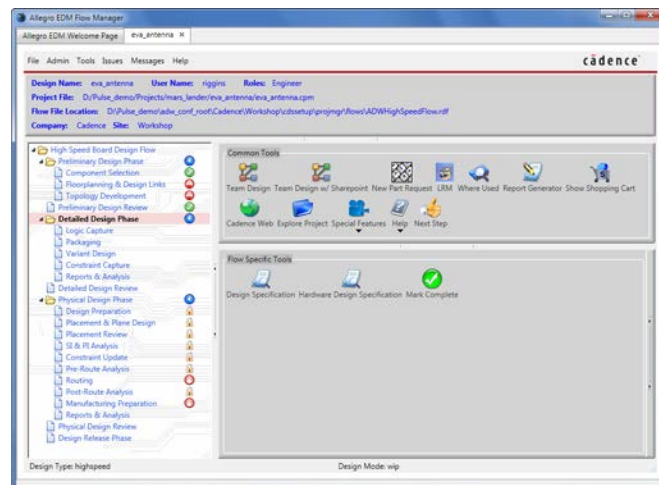 Allegro EDM Flow Manager
Allegro EDM Welcome Page eva_antenna
File Admin Tools Issues Messages Help
cādence
Design Name: eva_antenna User Name: riggins Roles: Engineer
Project File: D:/Pulse_demo/Projects/mars_lander/eva_antenna/eva_antenna.cpm
Flow File Location: D:\Pulse_demo\adw_conf_root\Cadence\Workshop\cdssetup\projmgr\flows\ADWHighSpeedFlow.rdf
Company: Cadence Site: Workshop
High Speed Board Design Flow
Preliminary Design Phase
Component Selection
Floorplanning & Design Links
Topology Development
Preliminary Design Review
Detailed Design Phase
Logic Capture
Packaging
Variant Design
Constraint Capture
Reports & Analysis
Detailed Design Review
Physical Design Phase
Design Preparation
Placement & Plane Design
Placement Review
SI & PI Analysis
Constraint Update
Pre-Route Analysis
Routing
Post-Route Analysis
Manufacturing Preparation
Reports & Analysis
Physical Design Review
Design Release Phase
Common Tools
Team Design Team Design w/ Sharepoint New Part Request LRM Where Used Report Generator Show Shopping Cart
Cadence Web Explore Project Special Features Help Next Step
Flow Specific Tools
Design Specification Hardware Design Specification Mark Complete
Design Type: highspeed Design Mode: wip